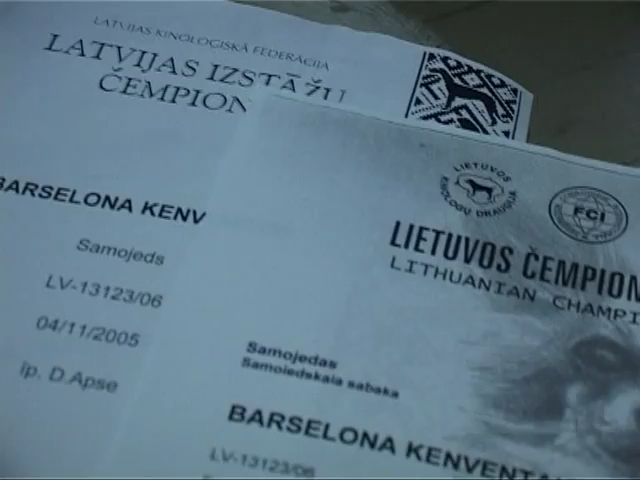 LATVIJAS KINOLOĢISKĀ FEDERĀCIJA
LATVIJAS IZSTĀŽU
ČEMPION
BARSELONA KENV
Samojeds
LV-13123/06
04/11/2005
īp. D.Apse
LIETUVOS
KINOLOGŲ DRAUGIJA
FCI
LIETUVOS ČEMPION
LITHUANIAN CHAMPI
Samojedas
Samoiedskaia sabaka
BARSELONA KENVENTA
LV-13123/06